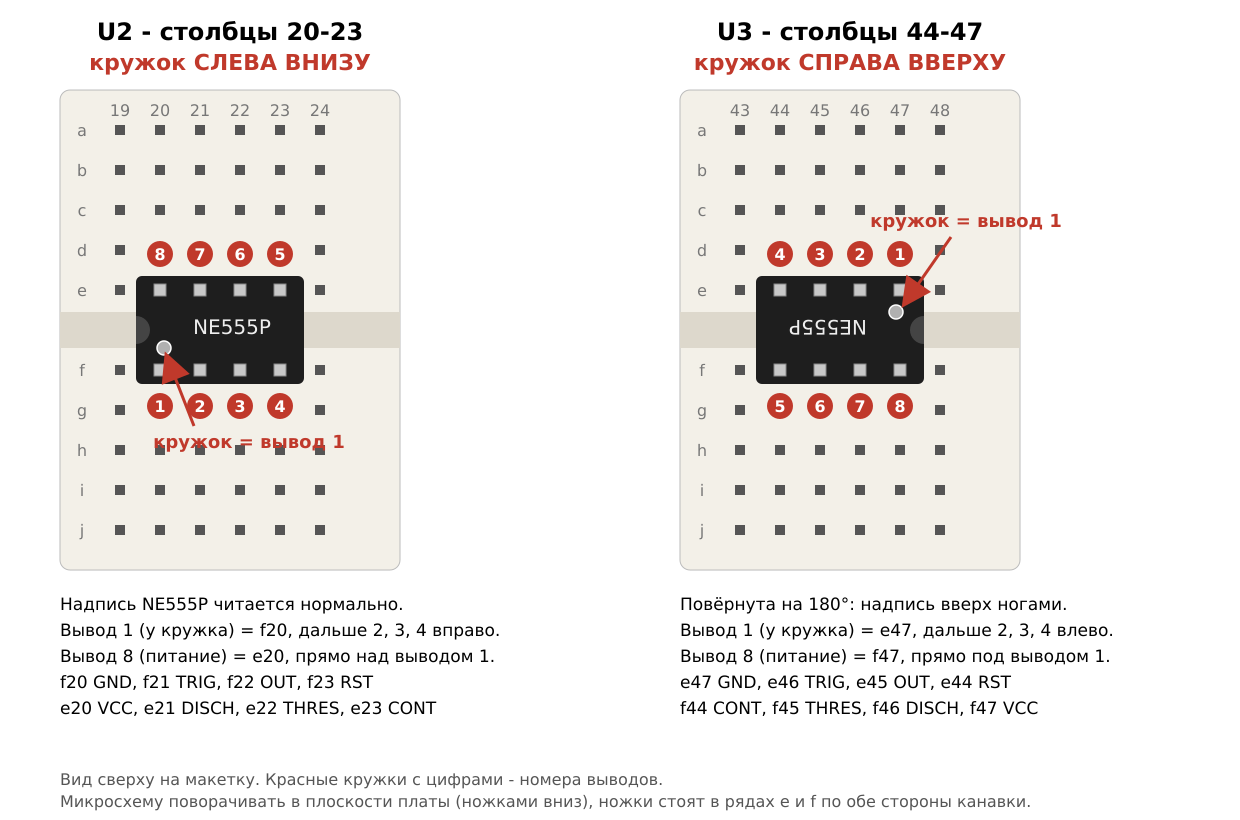 U2 - столбцы 20-23
кружок СЛЕВА ВНИЗУ
19 20 21 22 23 24
a
b
c
d
8 7 6 5
e
NE555P
f
g
1 2 3 4
кружок = вывод 1
h
i
j
Надпись NE555P читается нормально.
Вывод 1 (у кружка) = f20, дальше 2, 3, 4 вправо.
Вывод 8 (питание) = e20, прямо над выводом 1.
f20 GND, f21 TRIG, f22 OUT, f23 RST
e20 VCC, e21 DISCH, e22 THRES, e23 CONT
U3 - столбцы 44-47
кружок СПРАВА ВВЕРХУ
43 44 45 46 47 48
a
b
c
кружок = вывод 1
d
4 3 2 1
e
NE555P
f
g
5 6 7 8
h
i
j
Повёрнута на 180°: надпись вверх ногами.
Вывод 1 (у кружка) = e47, дальше 2, 3, 4 влево.
Вывод 8 (питание) = f47, прямо под выводом 1.
e47 GND, e46 TRIG, e45 OUT, e44 RST
f44 CONT, f45 THRES, f46 DISCH, f47 VCC
Вид сверху на макетку. Красные кружки с цифрами - номера выводов.
Микросхему поворачивать в плоскости платы (ножками вниз), ножки стоят в рядах e и f по обе стороны канавки.